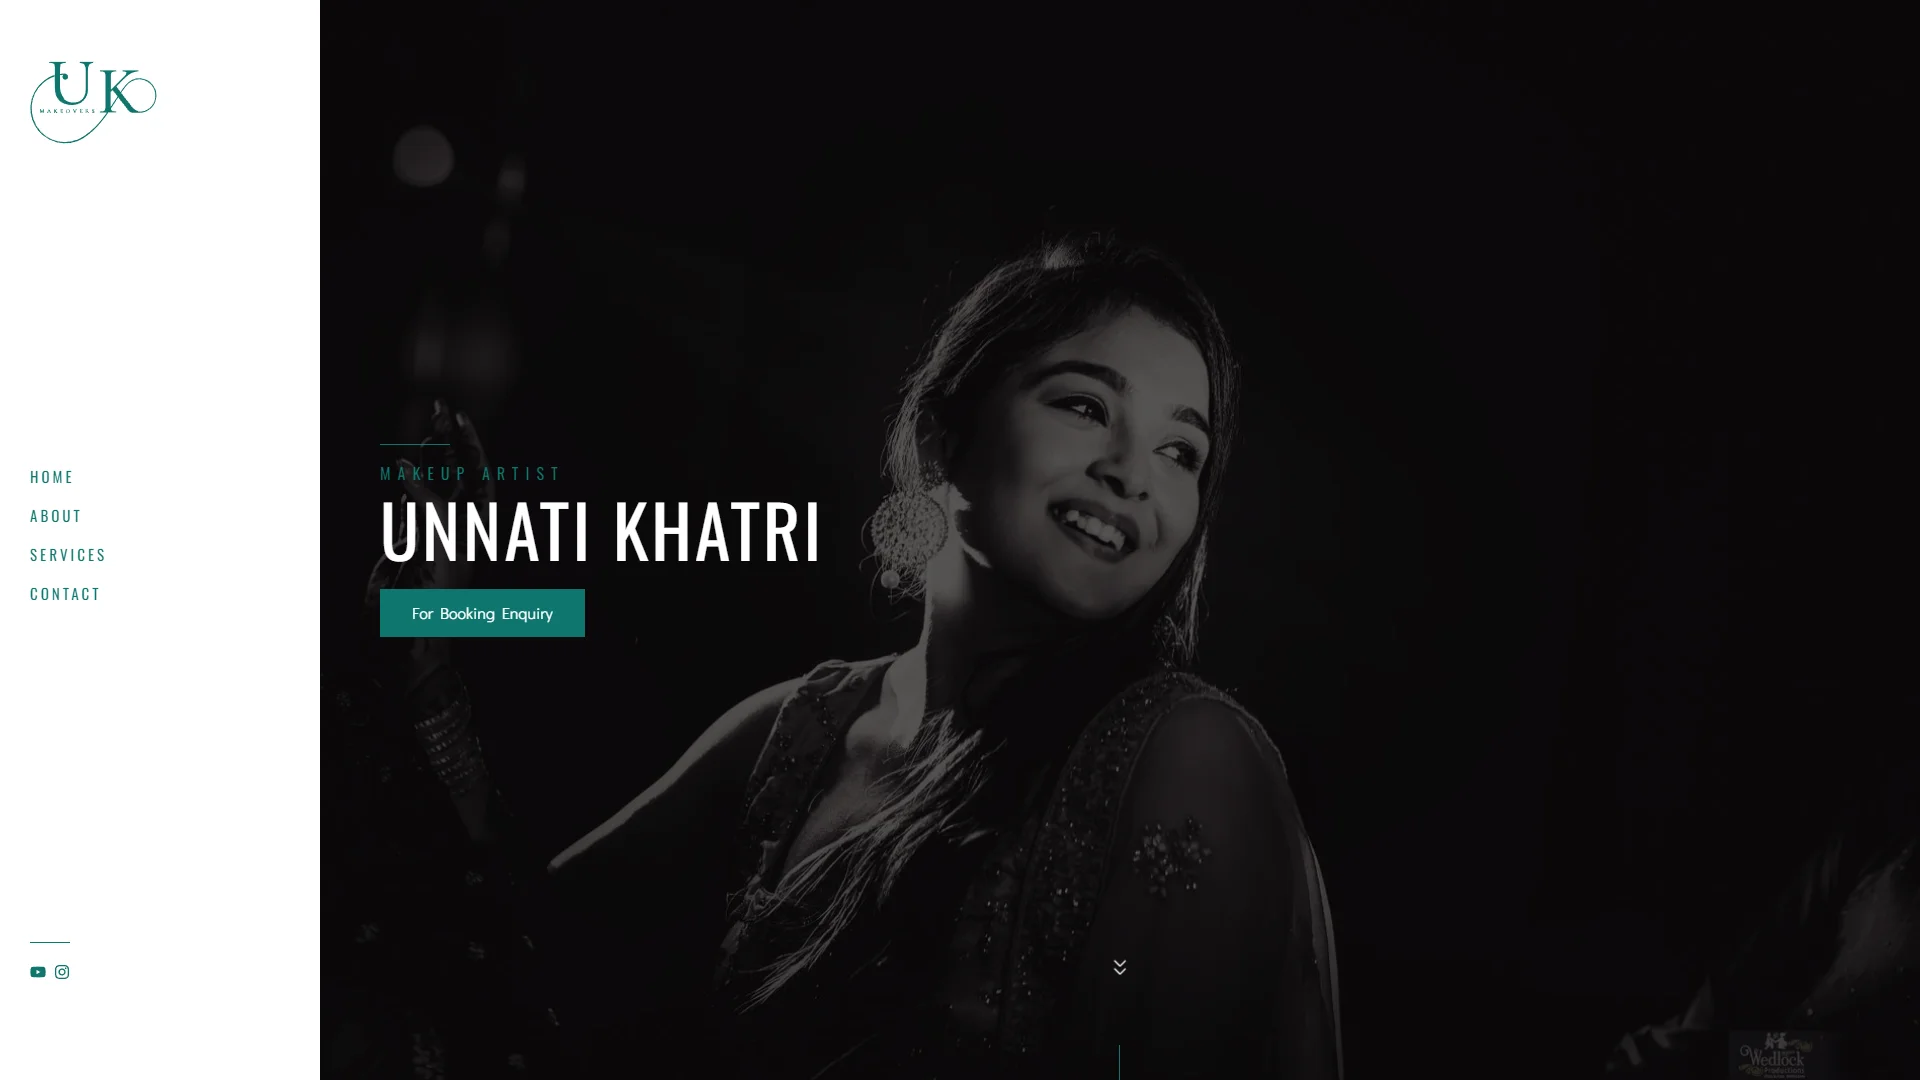 UK
MAKEOVERS
HOME
ABOUT
SERVICES
CONTACT
MAKEUP ARTIST
UNNATI KHATRI
For Booking Enquiry
Wedlock
Productions